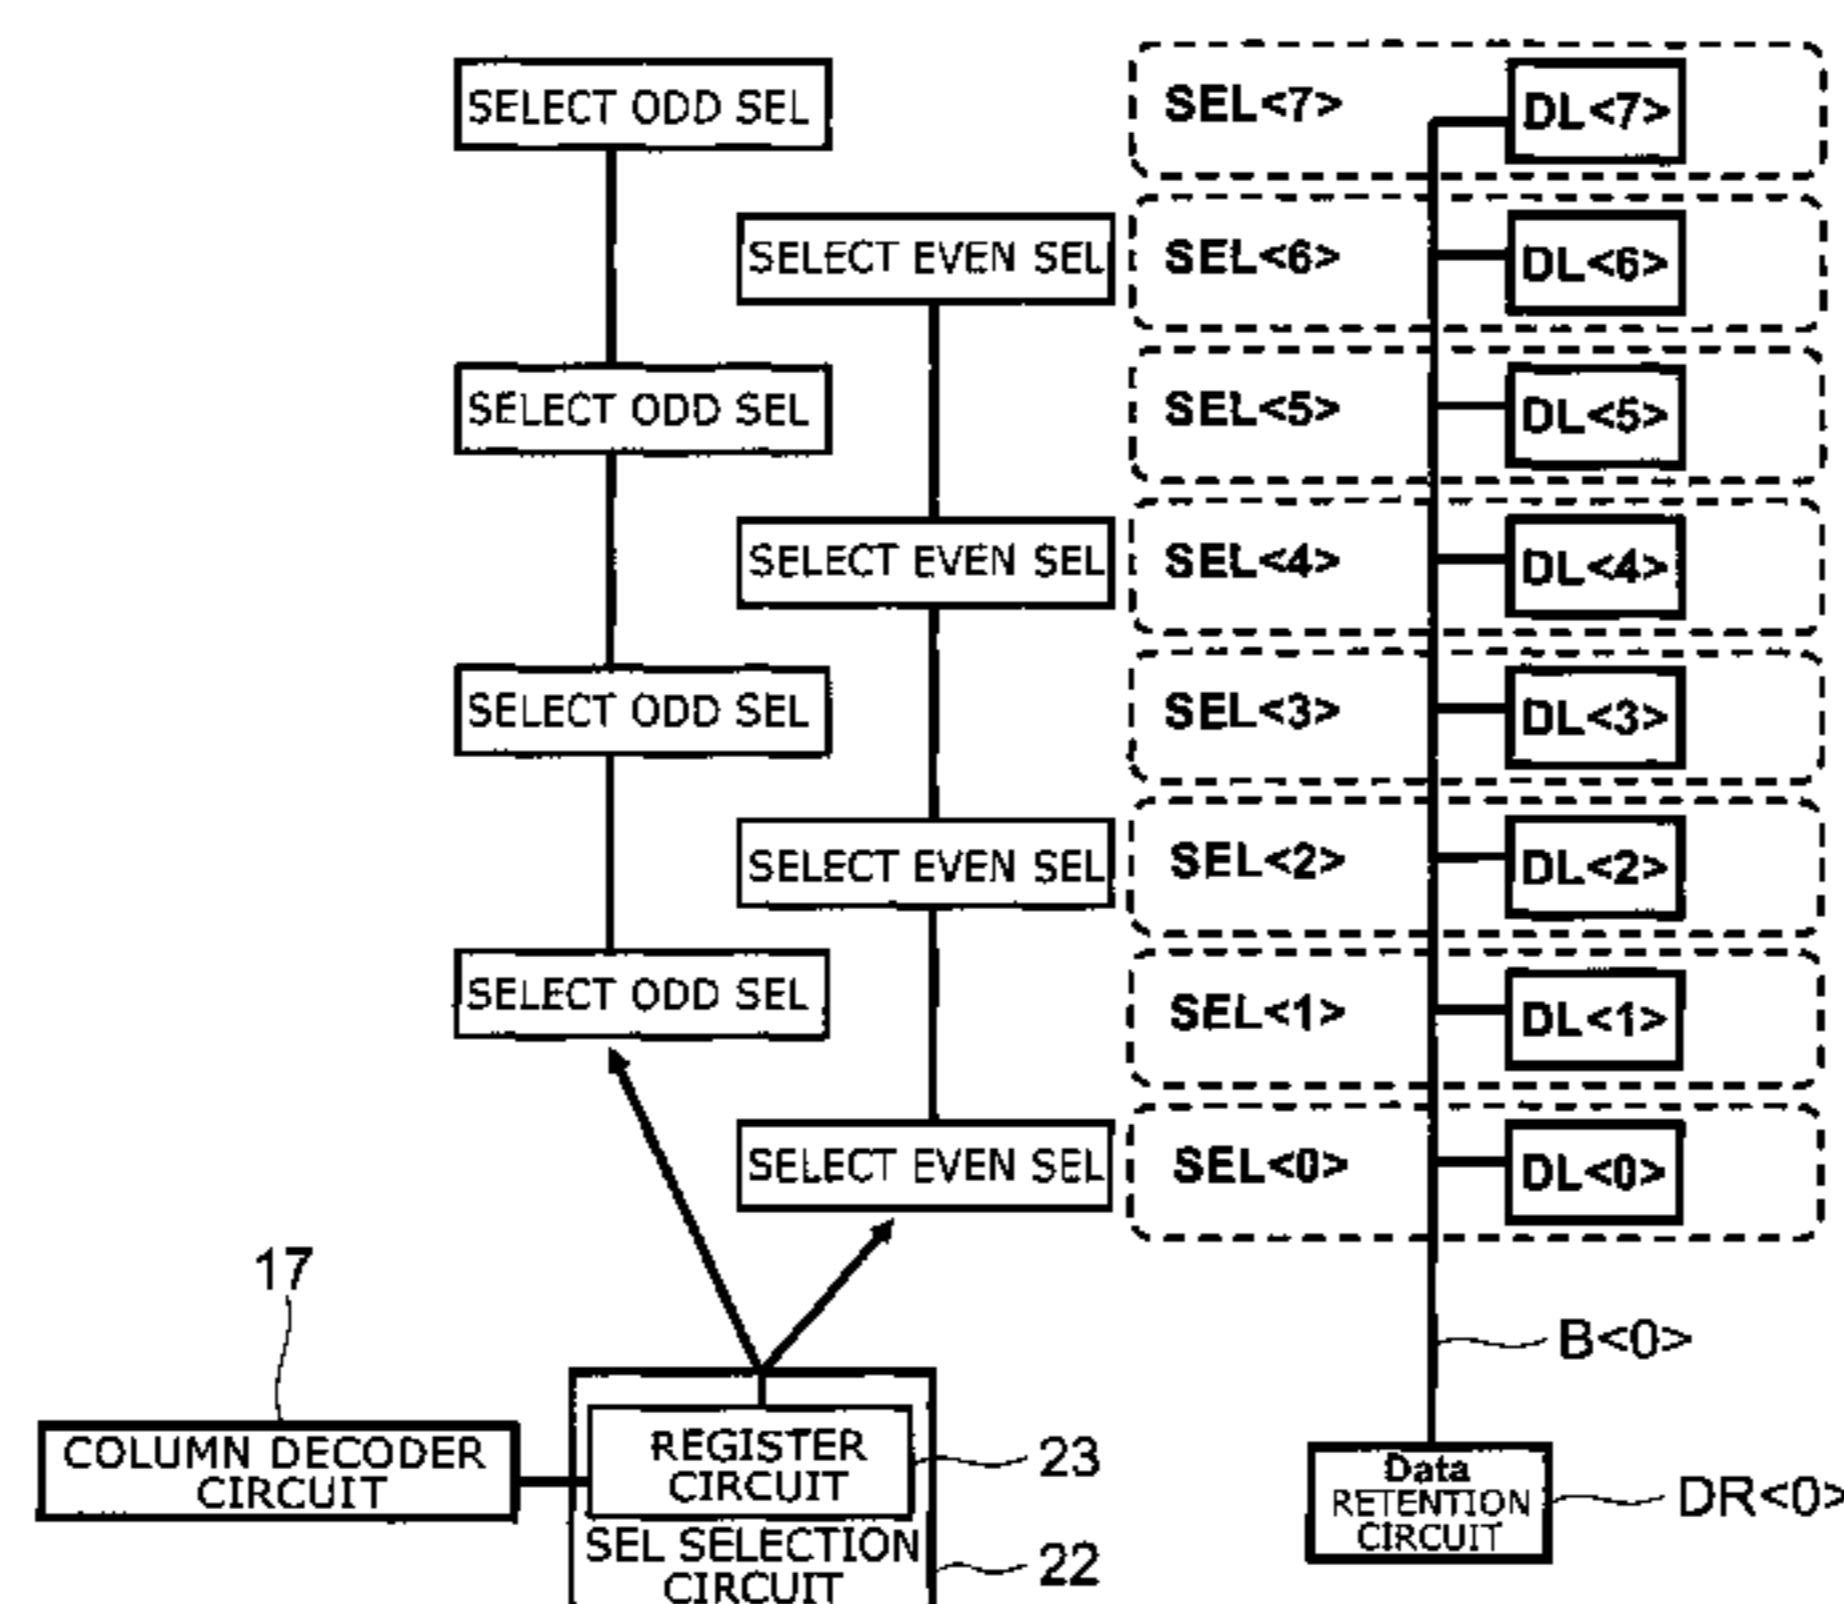 SELECT ODD SEL
SEL<7>
DL<7>
SELECT EVEN SEL
SEL<6>
DL<6>
SELECT ODD SEL
SEL<5>
DL<5>
SELECT EVEN SEL
SEL<4>
DL<4>
SELECT ODD SEL
SEL<3>
DL<3>
SELECT EVEN SEL
SEL<2>
DL<2>
SELECT ODD SEL
SEL<1>
DL<1>
SELECT EVEN SEL
SEL<0>
DL<0>
17
B<0>
COLUMN DECODER
CIRCUIT
REGISTER
CIRCUIT
23
SEL SELECTION
CIRCUIT
22
Data
RETENTION
CIRCUIT
DR<0>